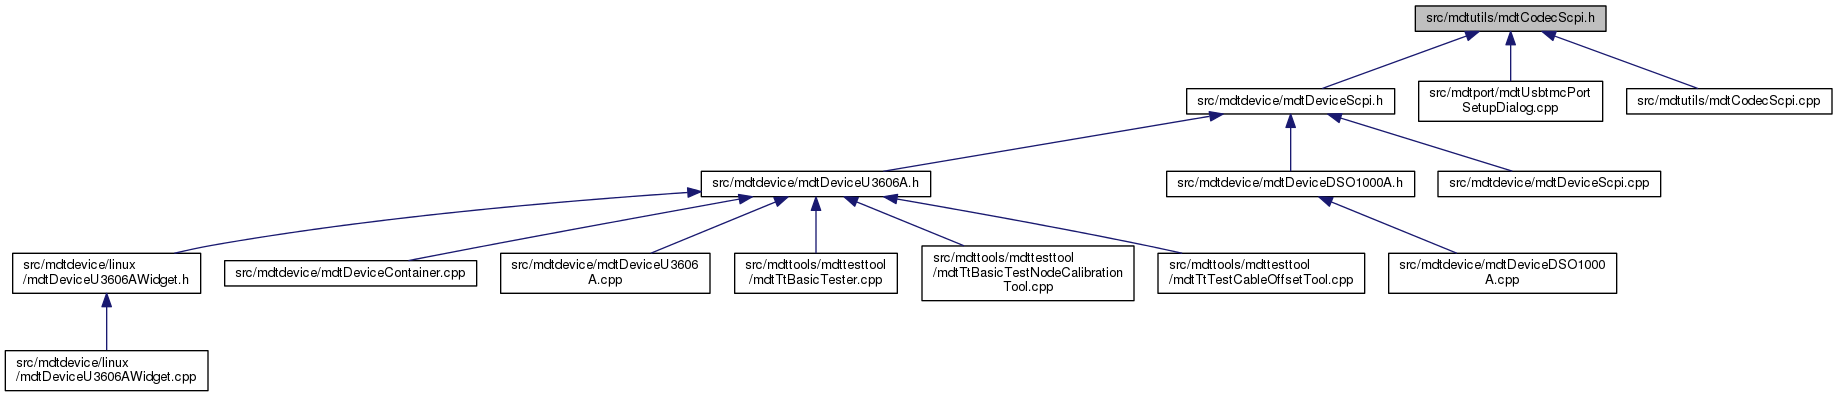 src/mdtutils/mdtCodecScpi.h
src/mdtdevice/mdtDeviceScpi.h
src/mdtport/mdtUsbtmcPort
SetupDialog.cpp
src/mdtutils/mdtCodecScpi.cpp
src/mdtdevice/mdtDeviceU3606A.h
src/mdtdevice/mdtDeviceDSO1000A.h
src/mdtdevice/mdtDeviceScpi.cpp
src/mdtdevice/linux
/mdtDeviceU3606AWidget.h
src/mdtdevice/mdtDeviceContainer.cpp
src/mdtdevice/mdtDeviceU3606
A.cpp
src/mdttools/mdttesttool
/mdtTtBasicTester.cpp
src/mdttools/mdttesttool
/mdtTtBasicTestNodeCalibration
Tool.cpp
src/mdttools/mdttesttool
/mdtTtTestCableOffsetTool.cpp
src/mdtdevice/mdtDeviceDSO1000
A.cpp
src/mdtdevice/linux
/mdtDeviceU3606AWidget.cpp